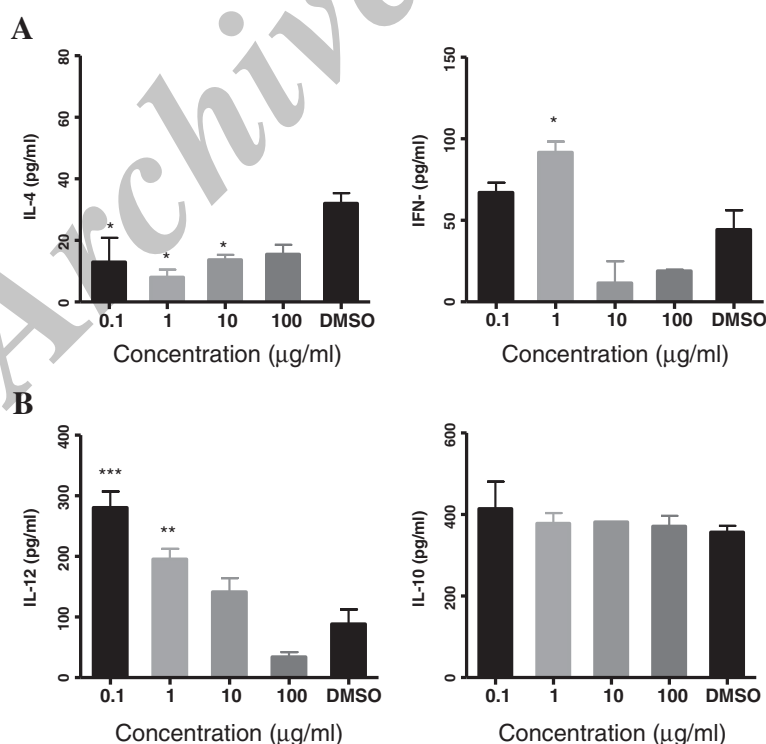 A
Archive
IL-4 (pg/ml)
80
60
40
20
0
*
*
*
0.1 1 10 100 DMSO
Concentration (μg/ml)
IFN- (pg/ml)
150
100
50
0
*
0.1 1 10 100 DMSO
Concentration (μg/ml)
B
IL-12 (pg/ml)
400
300
200
100
0
***
**
0.1 1 10 100 DMSO
Concentration (μg/ml)
IL-10 (pg/ml)
600
400
200
0
0.1 1 10 100 DMSO
Concentration (μg/ml)